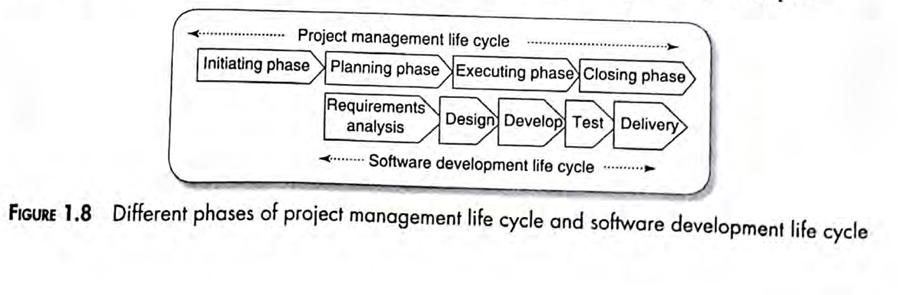 Project management life cycle
Initiating phase
Planning phase
Executing phase
Closing phase
Requirements
analysis
Design
Develop
Test
Delivery
Software development life cycle
FIGURE 1.8 Different phases of project management life cycle and software development life cycle